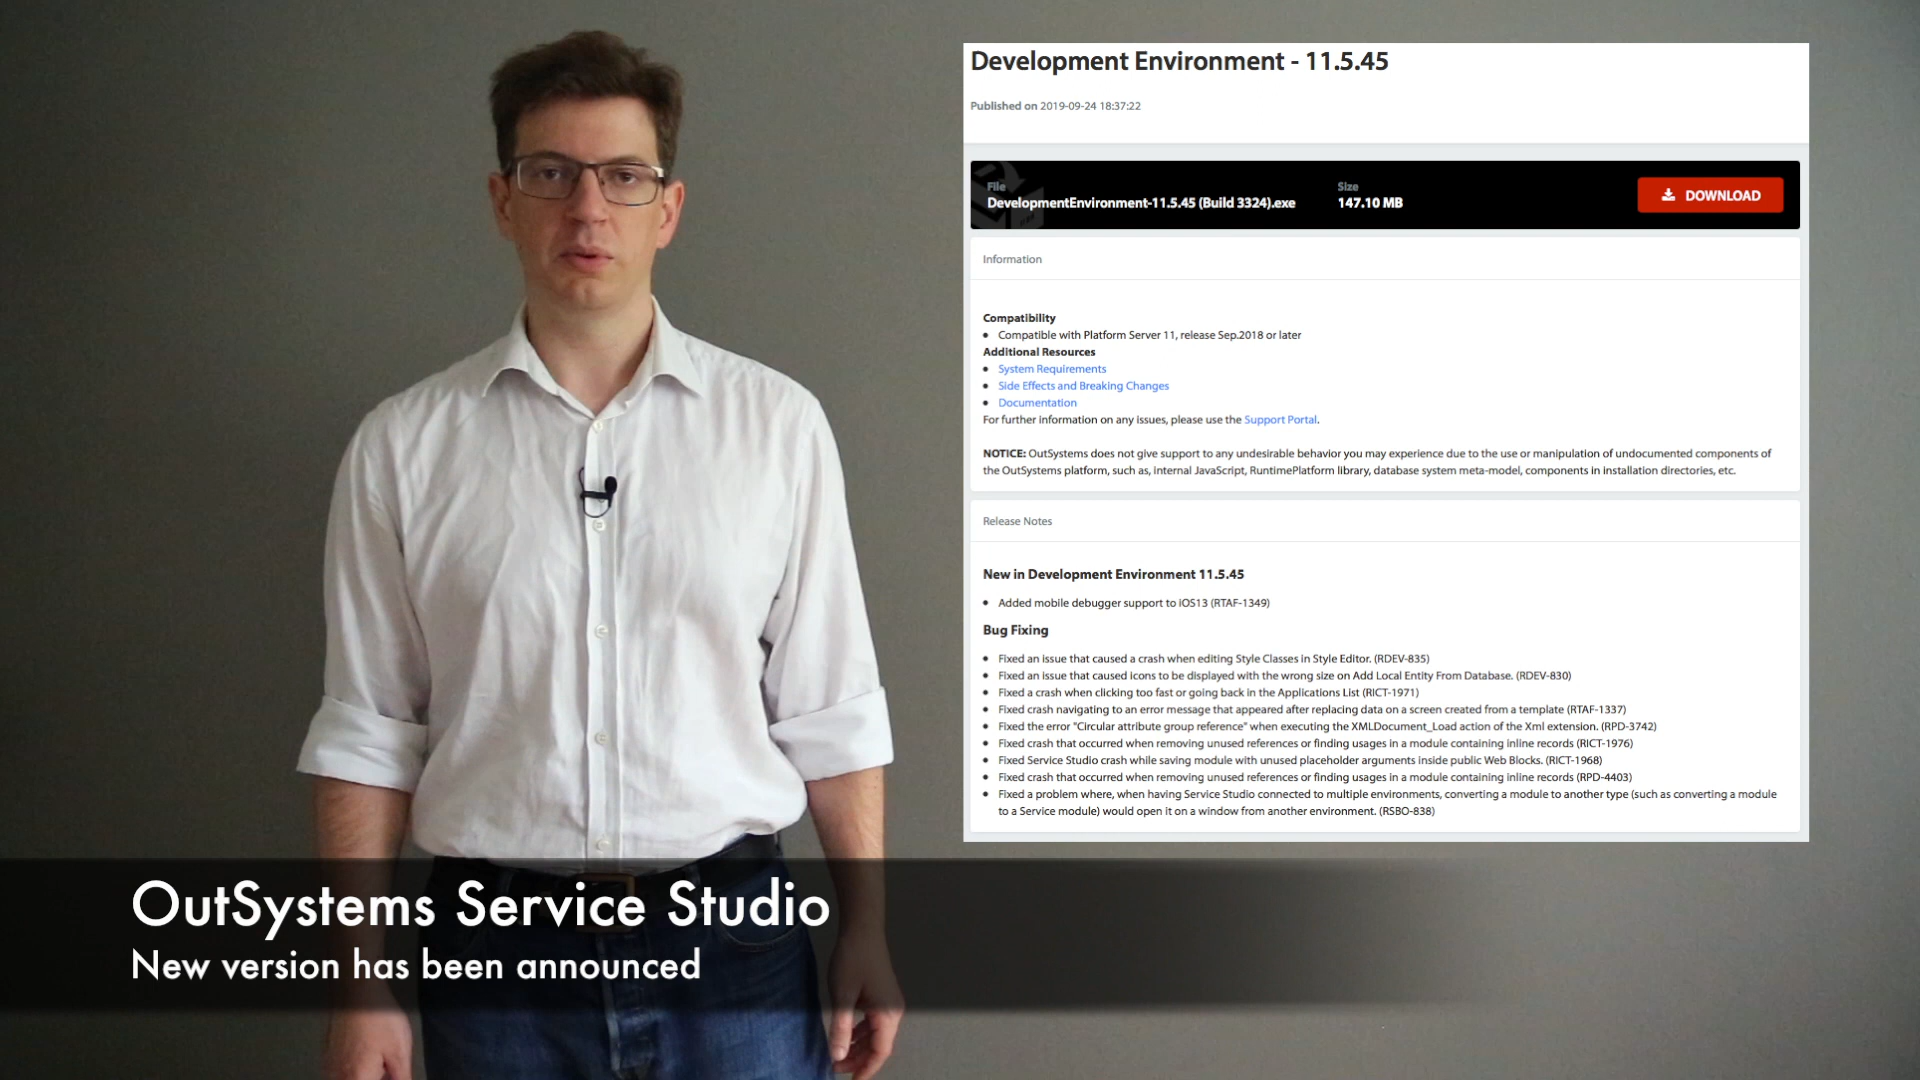 Development Environment - 11.5.45
Published on 2019-09-24 18:37:22
File
DevelopmentEnvironment-11.5.45 (Build 3324).exe
Size
147.10 MB
DOWNLOAD
Information
Compatibility
• Compatible with Platform Server 11, release Sep.2018 or later
Additional Resources
• System Requirements
• Side Effects and Breaking Changes
• Documentation
For further information on any issues, please use the Support Portal.
NOTICE: OutSystems does not give support to any undesirable behavior you may experience due to the use or manipulation of undocumented components of
the OutSystems platform, such as, internal JavaScript, RuntimePlatform library, database system meta-model, components in installation directories, etc.
Release Notes
New in Development Environment 11.5.45
• Added mobile debugger support to iOS13 (RTAF-1349)
Bug Fixing
• Fixed an issue that caused a crash when editing Style Classes in Style Editor. (RDEV-835)
• Fixed an issue that caused icons to be displayed with the wrong size on Add Local Entity From Database. (RDEV-830)
• Fixed a crash when clicking too fast or going back in the Applications List (RICT-1971)
• Fixed crash navigating to an error message that appeared after replacing data on a screen created from a template (RTAF-1337)
• Fixed the error "Circular attribute group reference" when executing the XMLDocument_Load action of the Xml extension. (RPD-3742)
• Fixed crash that occurred when removing unused references or finding usages in a module containing inline records (RICT-1976)
• Fixed Service Studio crash while saving module with unused placeholder arguments inside public Web Blocks. (RICT-1968)
• Fixed crash that occurred when removing unused references or finding usages in a module containing inline records (RPD-4403)
• Fixed a problem where, when having Service Studio connected to multiple environments, converting a module to another type (such as converting a module
to a Service module) would open it on a window from another environment. (RSBO-838)
OutSystems Service Studio
New version has been announced